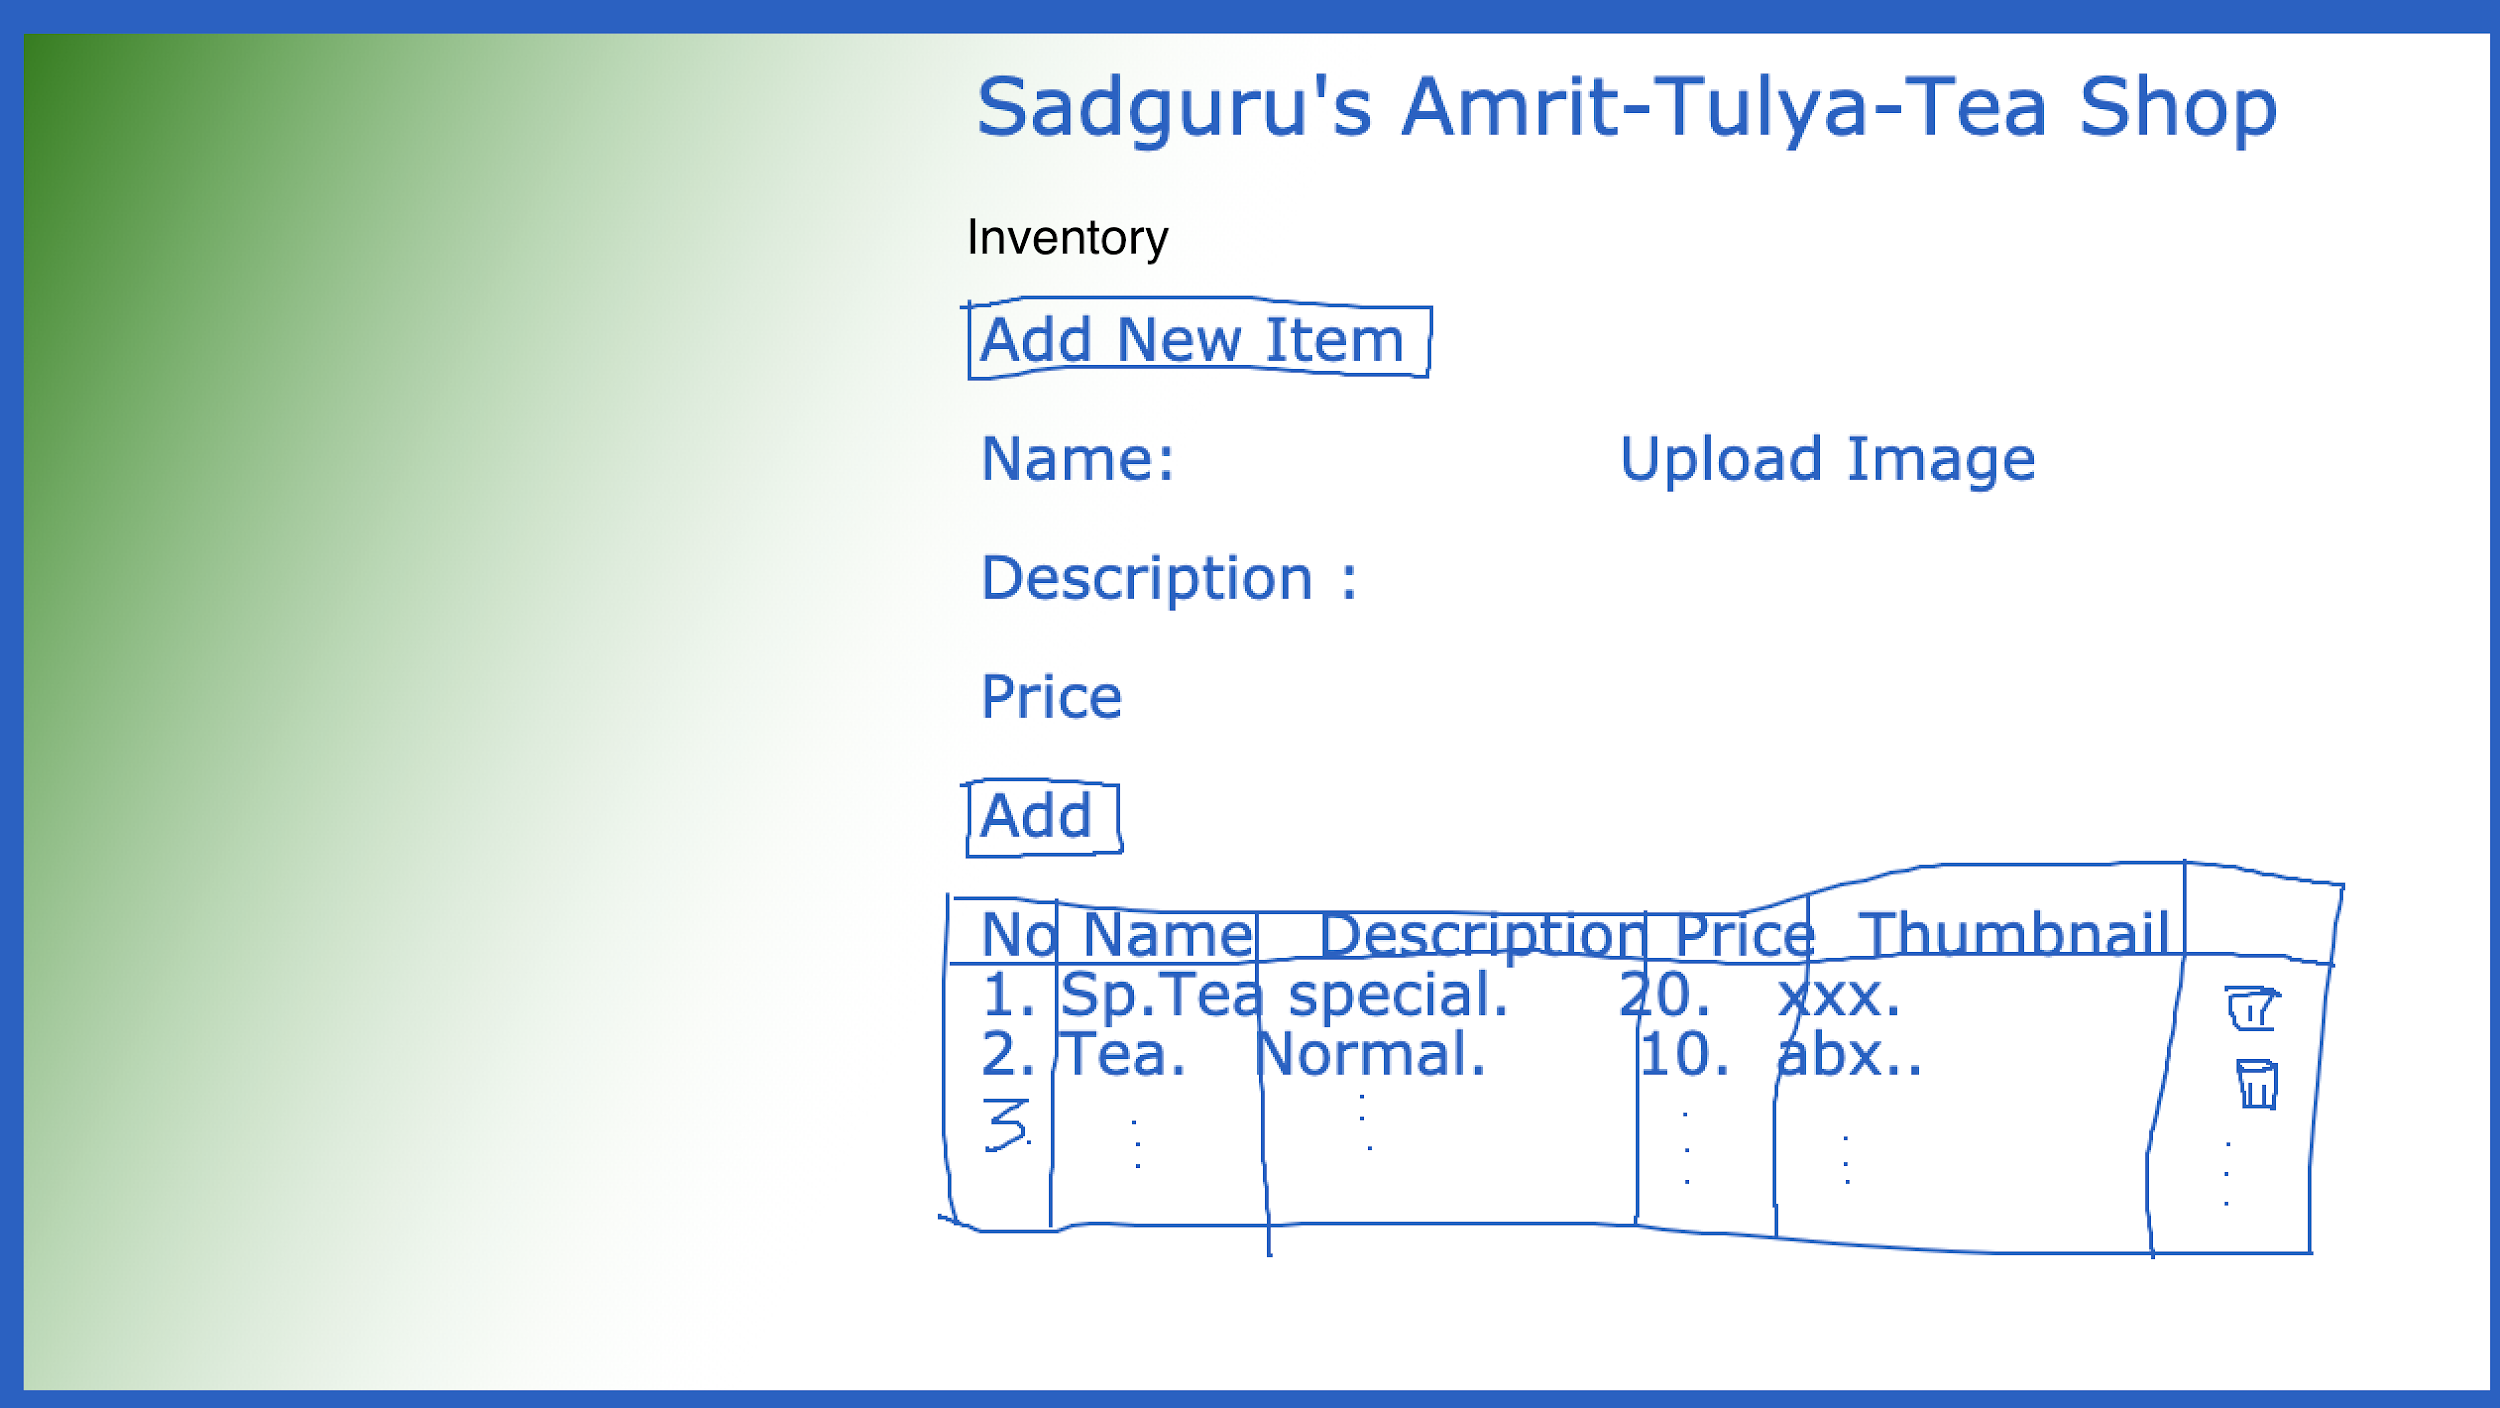 Sadguru's Amrit-Tulya-Tea Shop
Inventory
Add New Item
Name: Upload Image
Description :
Price
Add
No Name Description Price Thumbnail
1. Sp.Tea special. 20. xxx.
2. Tea. Normal. 10. abx..
3.